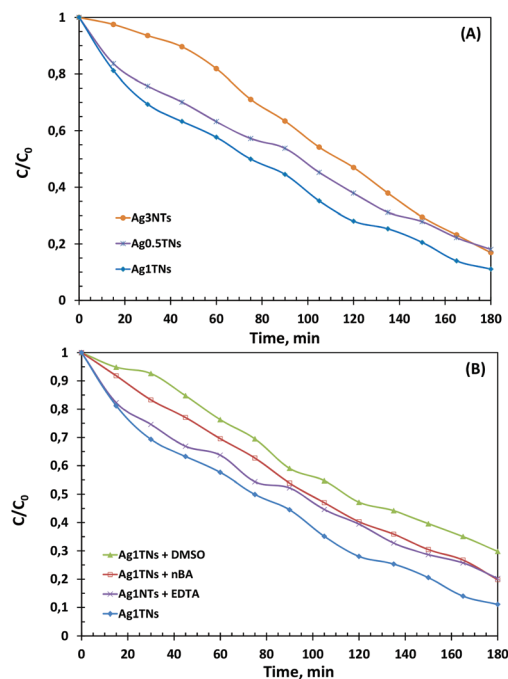 (A)
1
0,8
0,6
0,4
0,2
0
C/C0
Ag3NTs
Ag0.5TNs
Ag1TNs
0 20 40 60 80 100 120 140 160 180
Time, min
(B)
1
0,9
0,8
0,7
0,6
0,5
0,4
0,3
0,2
0,1
0
C/C0
Ag1TNs + DMSO
Ag1TNs + nBA
Ag1NTs + EDTA
Ag1TNs
0 20 40 60 80 100 120 140 160 180
Time, min